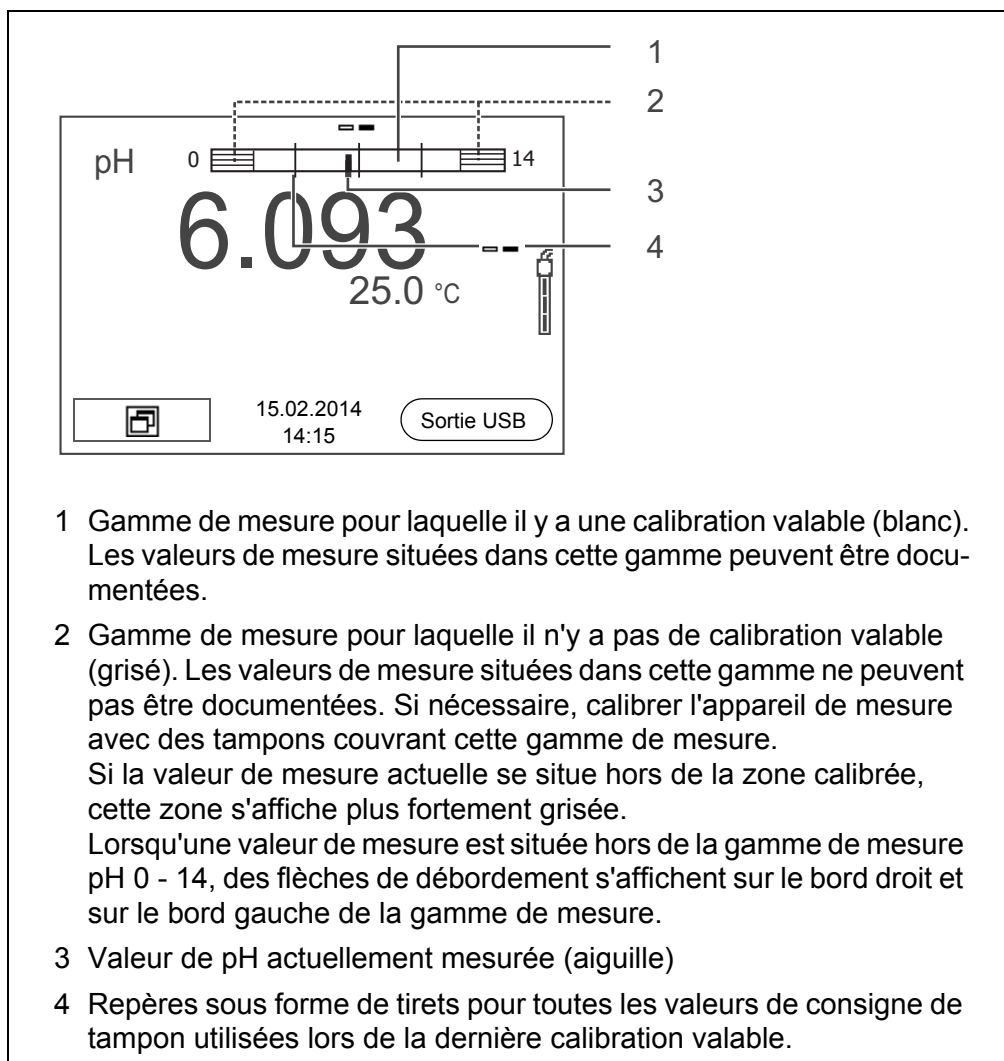 1
2
pH
0
14
3
6.093
4
25.0 °C
15.02.2014
14:15
Sortie USB
1 Gamme de mesure pour laquelle il y a une calibration valable (blanc).
Les valeurs de mesure situées dans cette gamme peuvent être docu-
mentées.
2 Gamme de mesure pour laquelle il n'y a pas de calibration valable
(grisé). Les valeurs de mesure situées dans cette gamme ne peuvent
pas être documentées. Si nécessaire, calibrer l'appareil de mesure
avec des tampons couvrant cette gamme de mesure.
Si la valeur de mesure actuelle se situe hors de la zone calibrée,
cette zone s'affiche plus fortement grisée.
Lorsqu'une valeur de mesure est située hors de la gamme de mesure
pH 0 - 14, des flèches de débordement s'affichent sur le bord droit et
sur le bord gauche de la gamme de mesure.
3 Valeur de pH actuellement mesurée (aiguille)
4 Repères sous forme de tirets pour toutes les valeurs de consigne de
tampon utilisées lors de la dernière calibration valable.